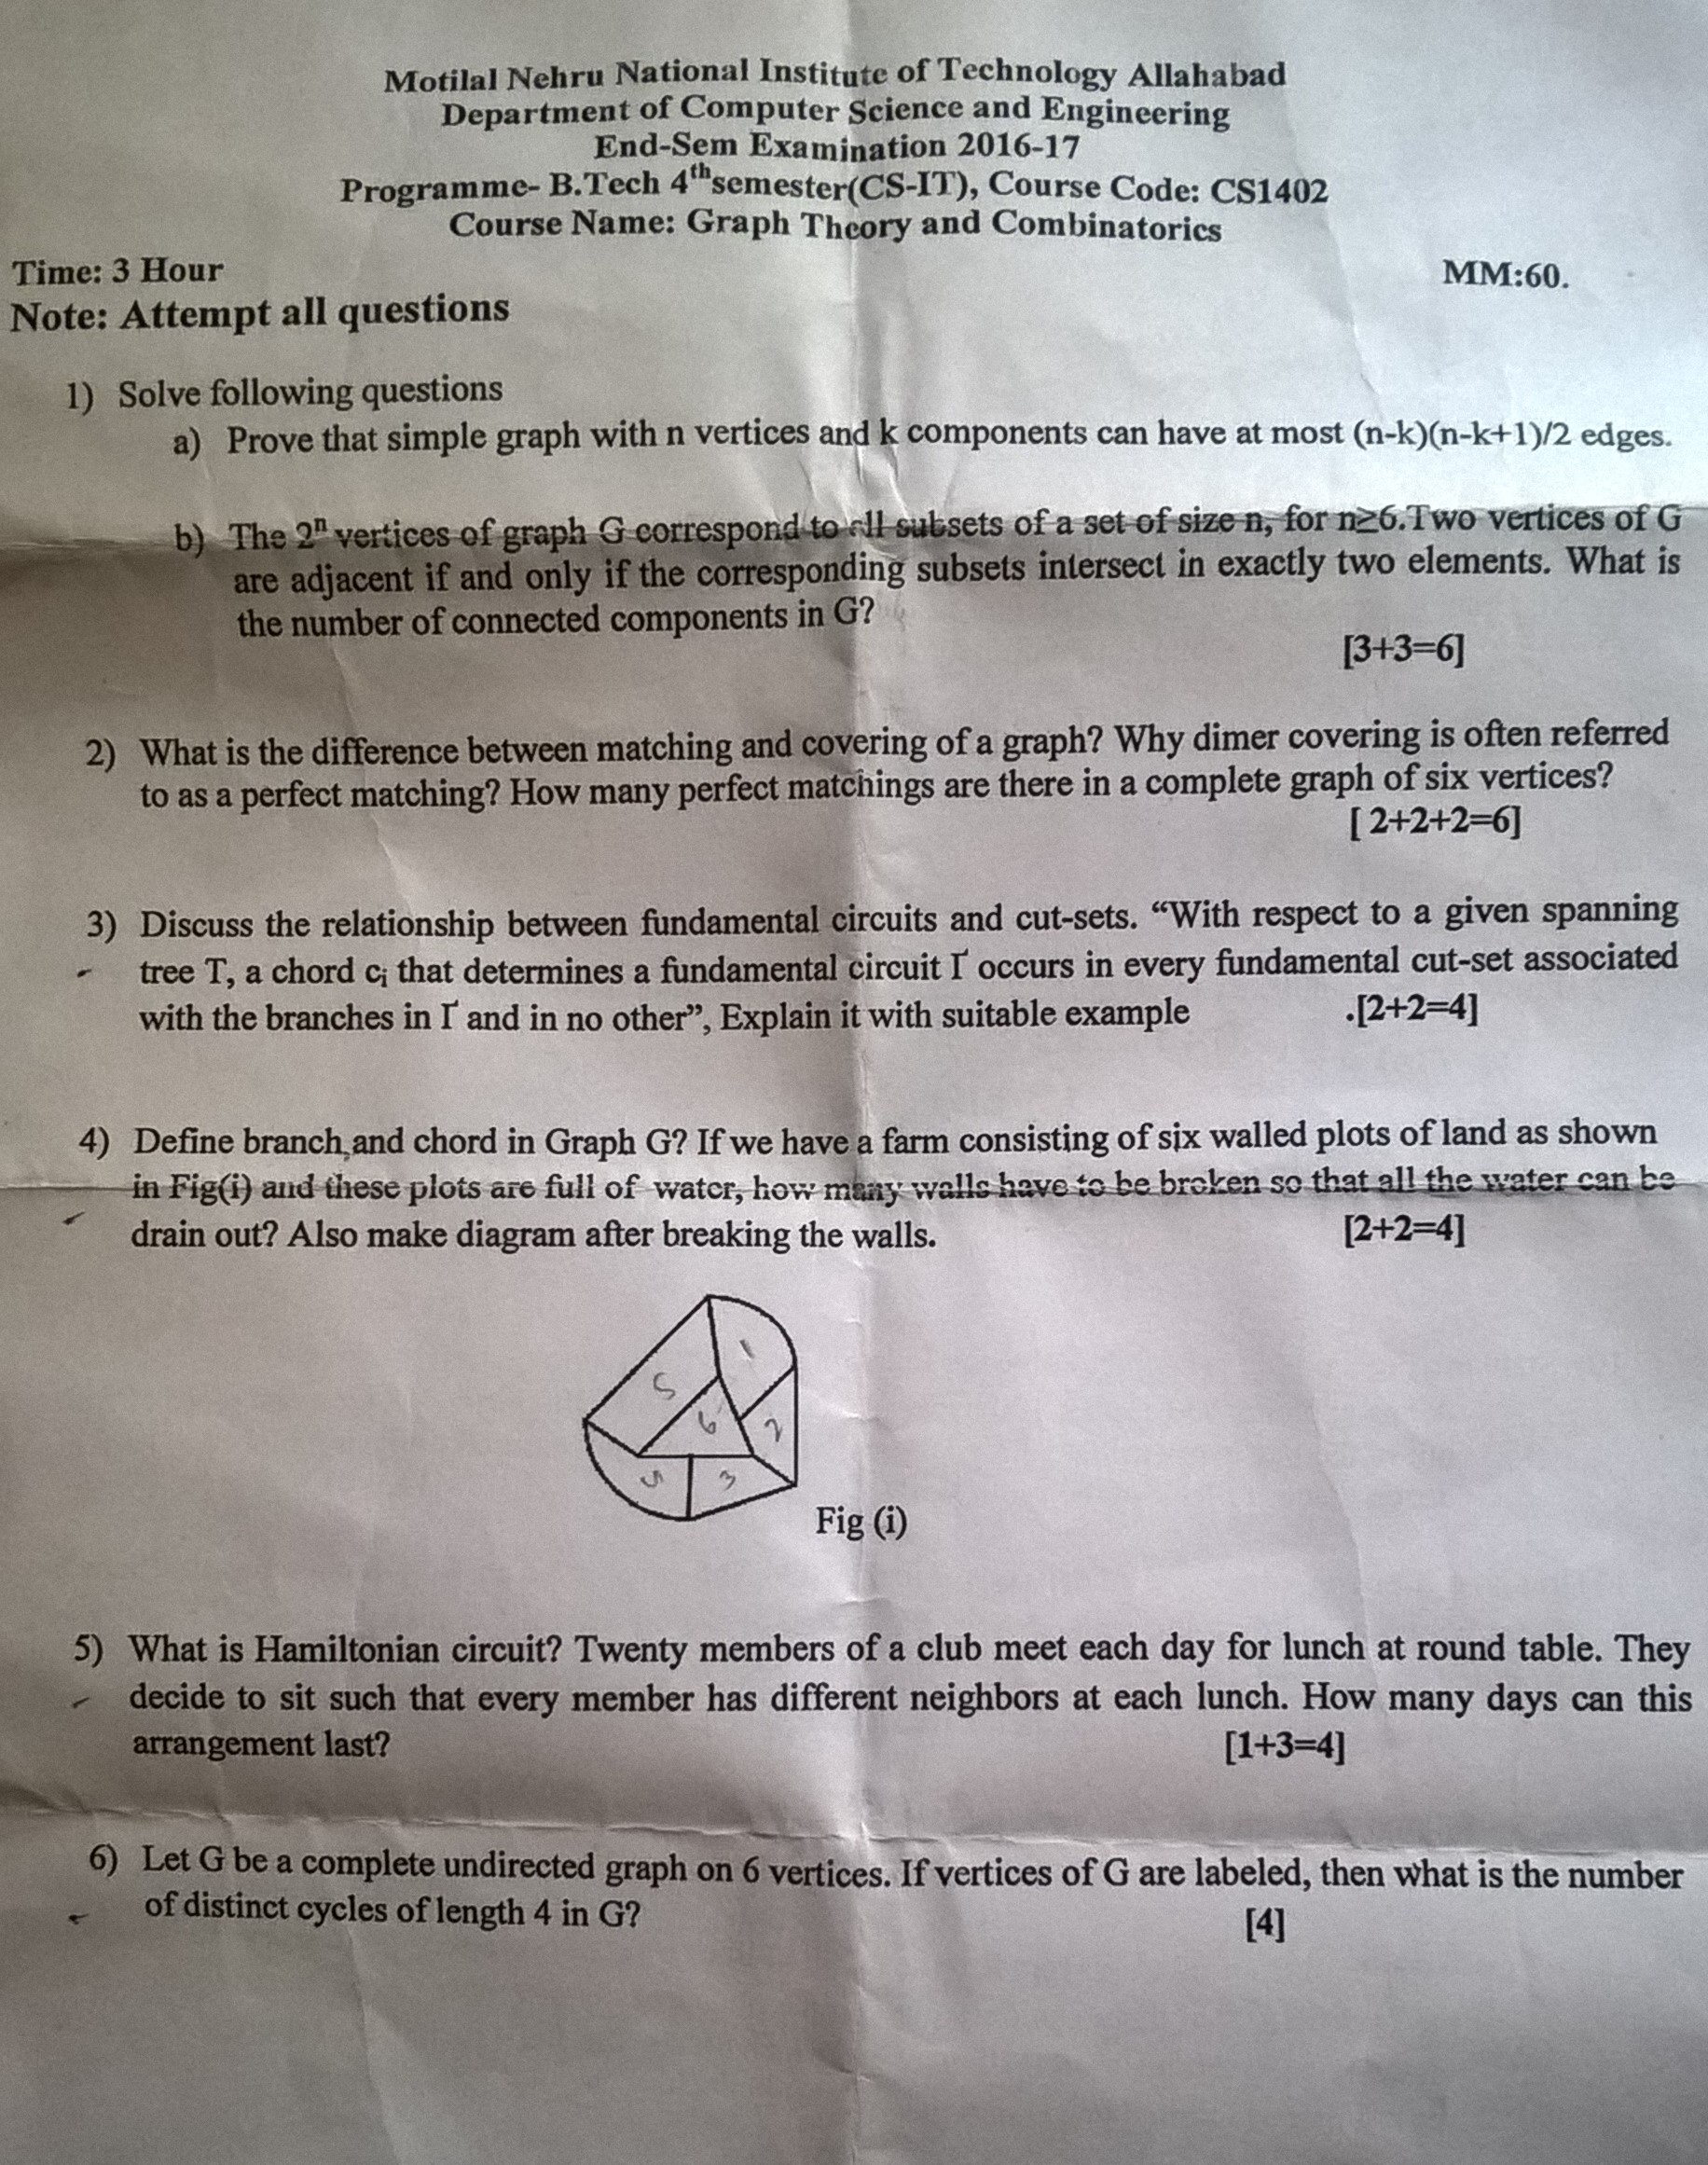 Motilal Nehru National Institute of Technology Allahabad
Department of Computer Science and Engineering
End-Sem Examination 2016-17
Programme- B.Tech 4th semester(CS-IT), Course Code: CS1402
Course Name: Graph Theory and Combinatorics
Time: 3 Hour MM:60.
Note: Attempt all questions
1) Solve following questions
a) Prove that simple graph with n vertices and k components can have at most (n-k)(n-k+1)/2 edges.
b) The 2ⁿ vertices of graph G correspond to all subsets of a set of size n, for n≥6.Two vertices of G
are adjacent if and only if the corresponding subsets intersect in exactly two elements. What is
the number of connected components in G?
[3+3=6]
2) What is the difference between matching and covering of a graph? Why dimer covering is often referred
to as a perfect matching? How many perfect matchings are there in a complete graph of six vertices?
[ 2+2+2=6]
3) Discuss the relationship between fundamental circuits and cut-sets. “With respect to a given spanning
tree T, a chord cᵢ that determines a fundamental circuit Γ occurs in every fundamental cut-set associated
with the branches in Γ and in no other”, Explain it with suitable example .[2+2=4]
4) Define branch and chord in Graph G? If we have a farm consisting of six walled plots of land as shown
in Fig(i) and these plots are full of water, how many walls have to be broken so that all the water can be
drain out? Also make diagram after breaking the walls. [2+2=4]
1
5
6
2
5
3
Fig (i)
5) What is Hamiltonian circuit? Twenty members of a club meet each day for lunch at round table. They
decide to sit such that every member has different neighbors at each lunch. How many days can this
arrangement last? [1+3=4]
6) Let G be a complete undirected graph on 6 vertices. If vertices of G are labeled, then what is the number
of distinct cycles of length 4 in G? [4]